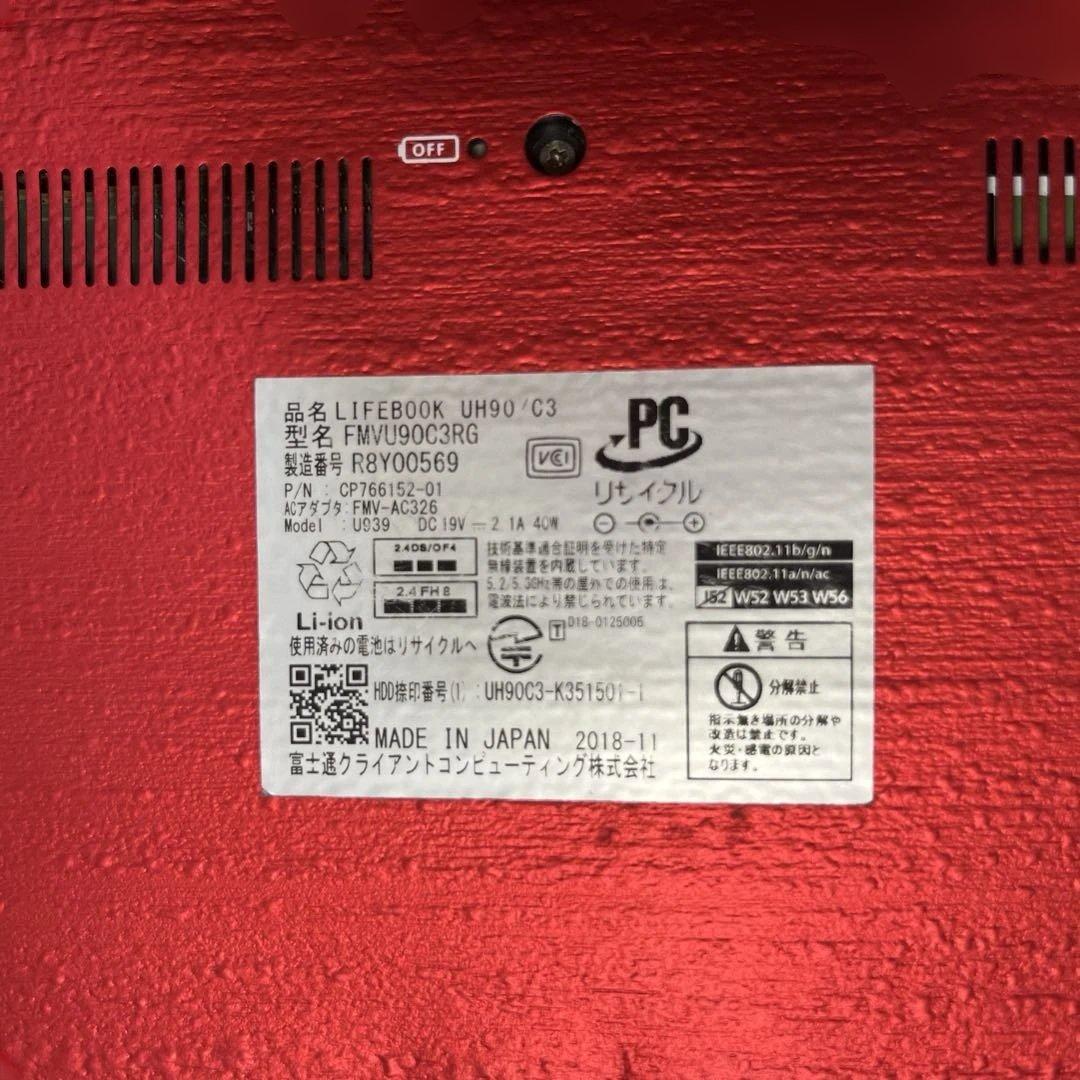 OFF
品名 LIFEBOOK UH90/C3
型名 FMVU90C3RG
製造番号 R8Y00569
P/N : CP766152-01
ACアダプタ:FMV-AC326
Model : U939 DC19V 2.1A 40W
VCCI
PC
リサイクル
2.4DS/OF4
2.4FH8
技術基準適合証明を受けた特定
無線装置を内蔵しています。
5.2/5.3GHz帯の屋外での使用は、
電波法により禁じられています。
IEEE802.11b/g/n
IEEE802.11a/n/ac
J52 W52 W53 W56
Li-ion
使用済みの電池はリサイクルへ
T D18-0125005
HDD捺印番号(1) : UH90C3-K351501-1
MADE IN JAPAN 2018-11
富士通クライアントコンピューティング株式会社
警告
分解禁止
指示無き場所の分解や
改造は禁止です。
火災・感電の原因と
なります。